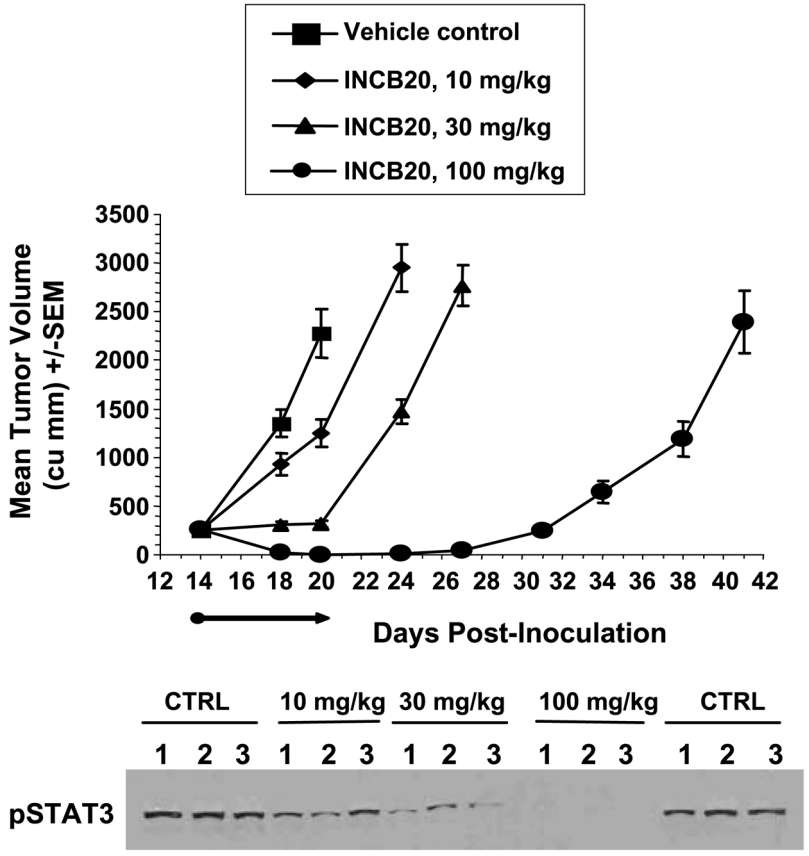 Vehicle control
INCB20, 10 mg/kg
INCB20, 30 mg/kg
INCB20, 100 mg/kg
Mean Tumor Volume
(cu mm) +/-SEM
3500
3000
2500
2000
1500
1000
500
0
12 14 16 18 20 22 24 26 28 30 32 34 36 38 40 42
Days Post-Inoculation
CTRL 10 mg/kg 30 mg/kg 100 mg/kg CTRL
1 2 3 1 2 3 1 2 3 1 2 3 1 2 3
pSTAT3